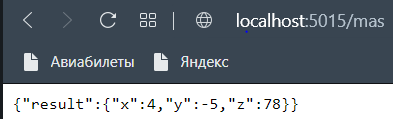 localhost:5015/mas
Авиабилеты Яндекс
{"result":{"x":4,"y":-5,"z":78}}